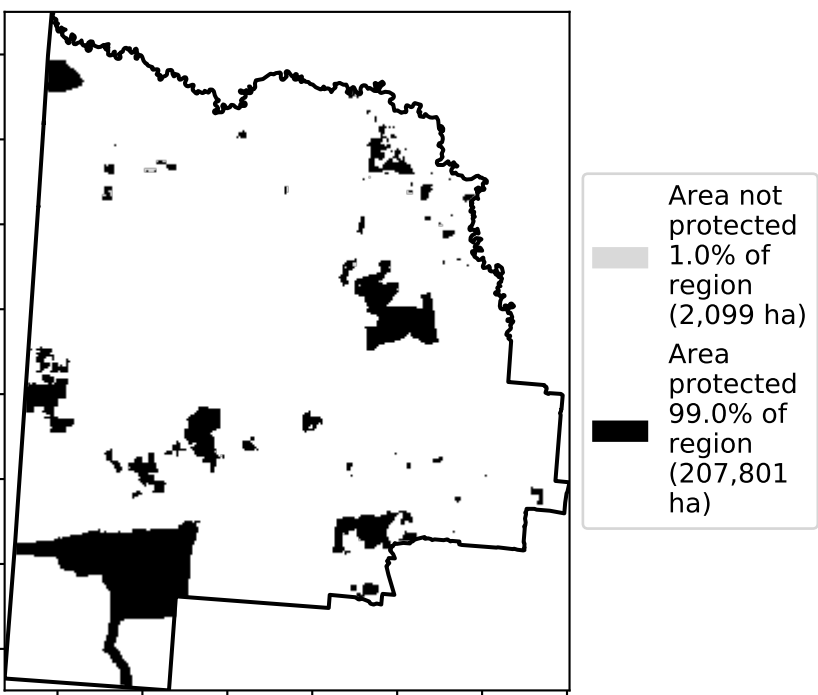 Area not
protected
1.0% of
region
(2,099 ha)
Area
protected
99.0% of
region
(207,801
ha)